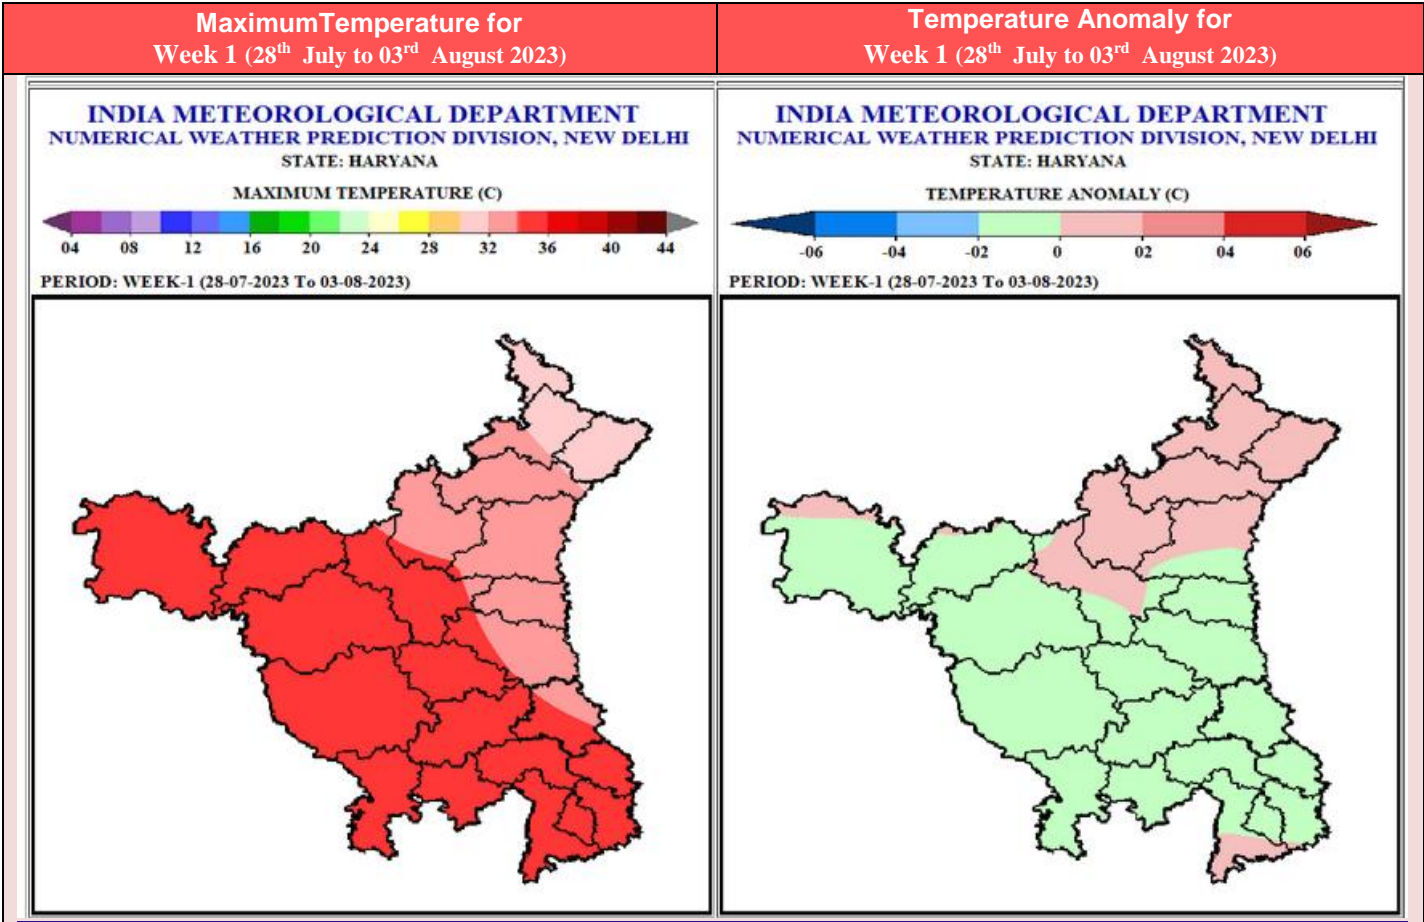 MaximumTemperature for
Week 1 (28th July to 03rd August 2023)
Temperature Anomaly for
Week 1 (28th July to 03rd August 2023)
INDIA METEOROLOGICAL DEPARTMENT
NUMERICAL WEATHER PREDICTION DIVISION, NEW DELHI
STATE: HARYANA
MAXIMUM TEMPERATURE (C)
04 08 12 16 20 24 28 32 36 40 44
PERIOD: WEEK-1 (28-07-2023 To 03-08-2023)
INDIA METEOROLOGICAL DEPARTMENT
NUMERICAL WEATHER PREDICTION DIVISION, NEW DELHI
STATE: HARYANA
TEMPERATURE ANOMALY (C)
-06 -04 -02 0 02 04 06
PERIOD: WEEK-1 (28-07-2023 To 03-08-2023)